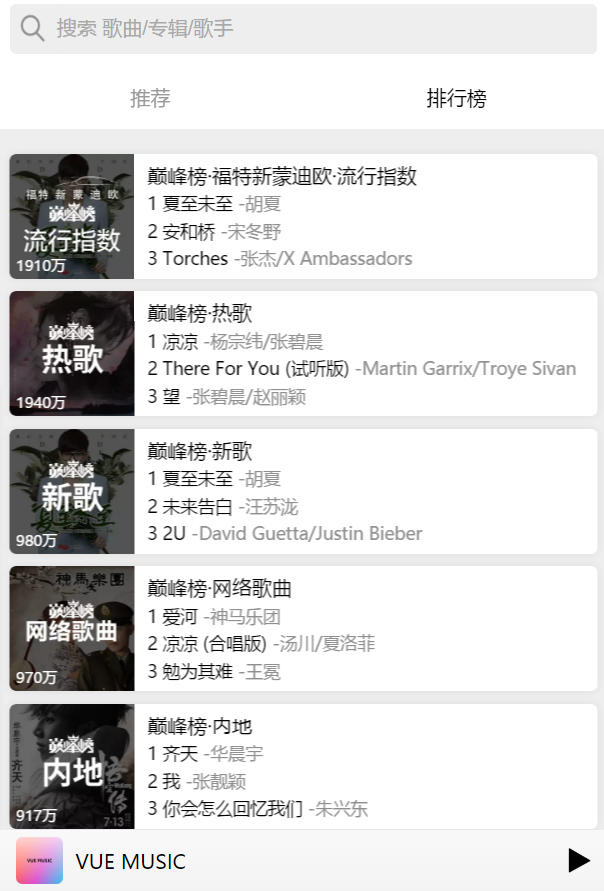 搜索 歌曲/专辑/歌手
推荐
排行榜
福特新蒙迪欧
巅峰榜
流行指数
1910万
巅峰榜·福特新蒙迪欧·流行指数
1 夏至未至 -胡夏
2 安和桥 -宋冬野
3 Torches -张杰/X Ambassadors
巅峰榜
热歌
1940万
巅峰榜·热歌
1 凉凉 -杨宗纬/张碧晨
2 There For You (试听版) -Martin Garrix/Troye Sivan
3 望 -张碧晨/赵丽颖
巅峰榜
新歌
980万
巅峰榜·新歌
1 夏至未至 -胡夏
2 未来告白 -汪苏泷
3 2U -David Guetta/Justin Bieber
神馬樂團
巅峰榜
网络歌曲
970万
巅峰榜·网络歌曲
1 爱河 -神马乐团
2 凉凉 (合唱版) -汤川/夏洛菲
3 勉为其难 -王冕
巅峰榜
内地
齐天
7·13
917万
巅峰榜·内地
1 齐天 -华晨宇
2 我 -张靓颖
3 你会怎么回忆我们 -朱兴东
VUE MUSIC
VUE MUSIC